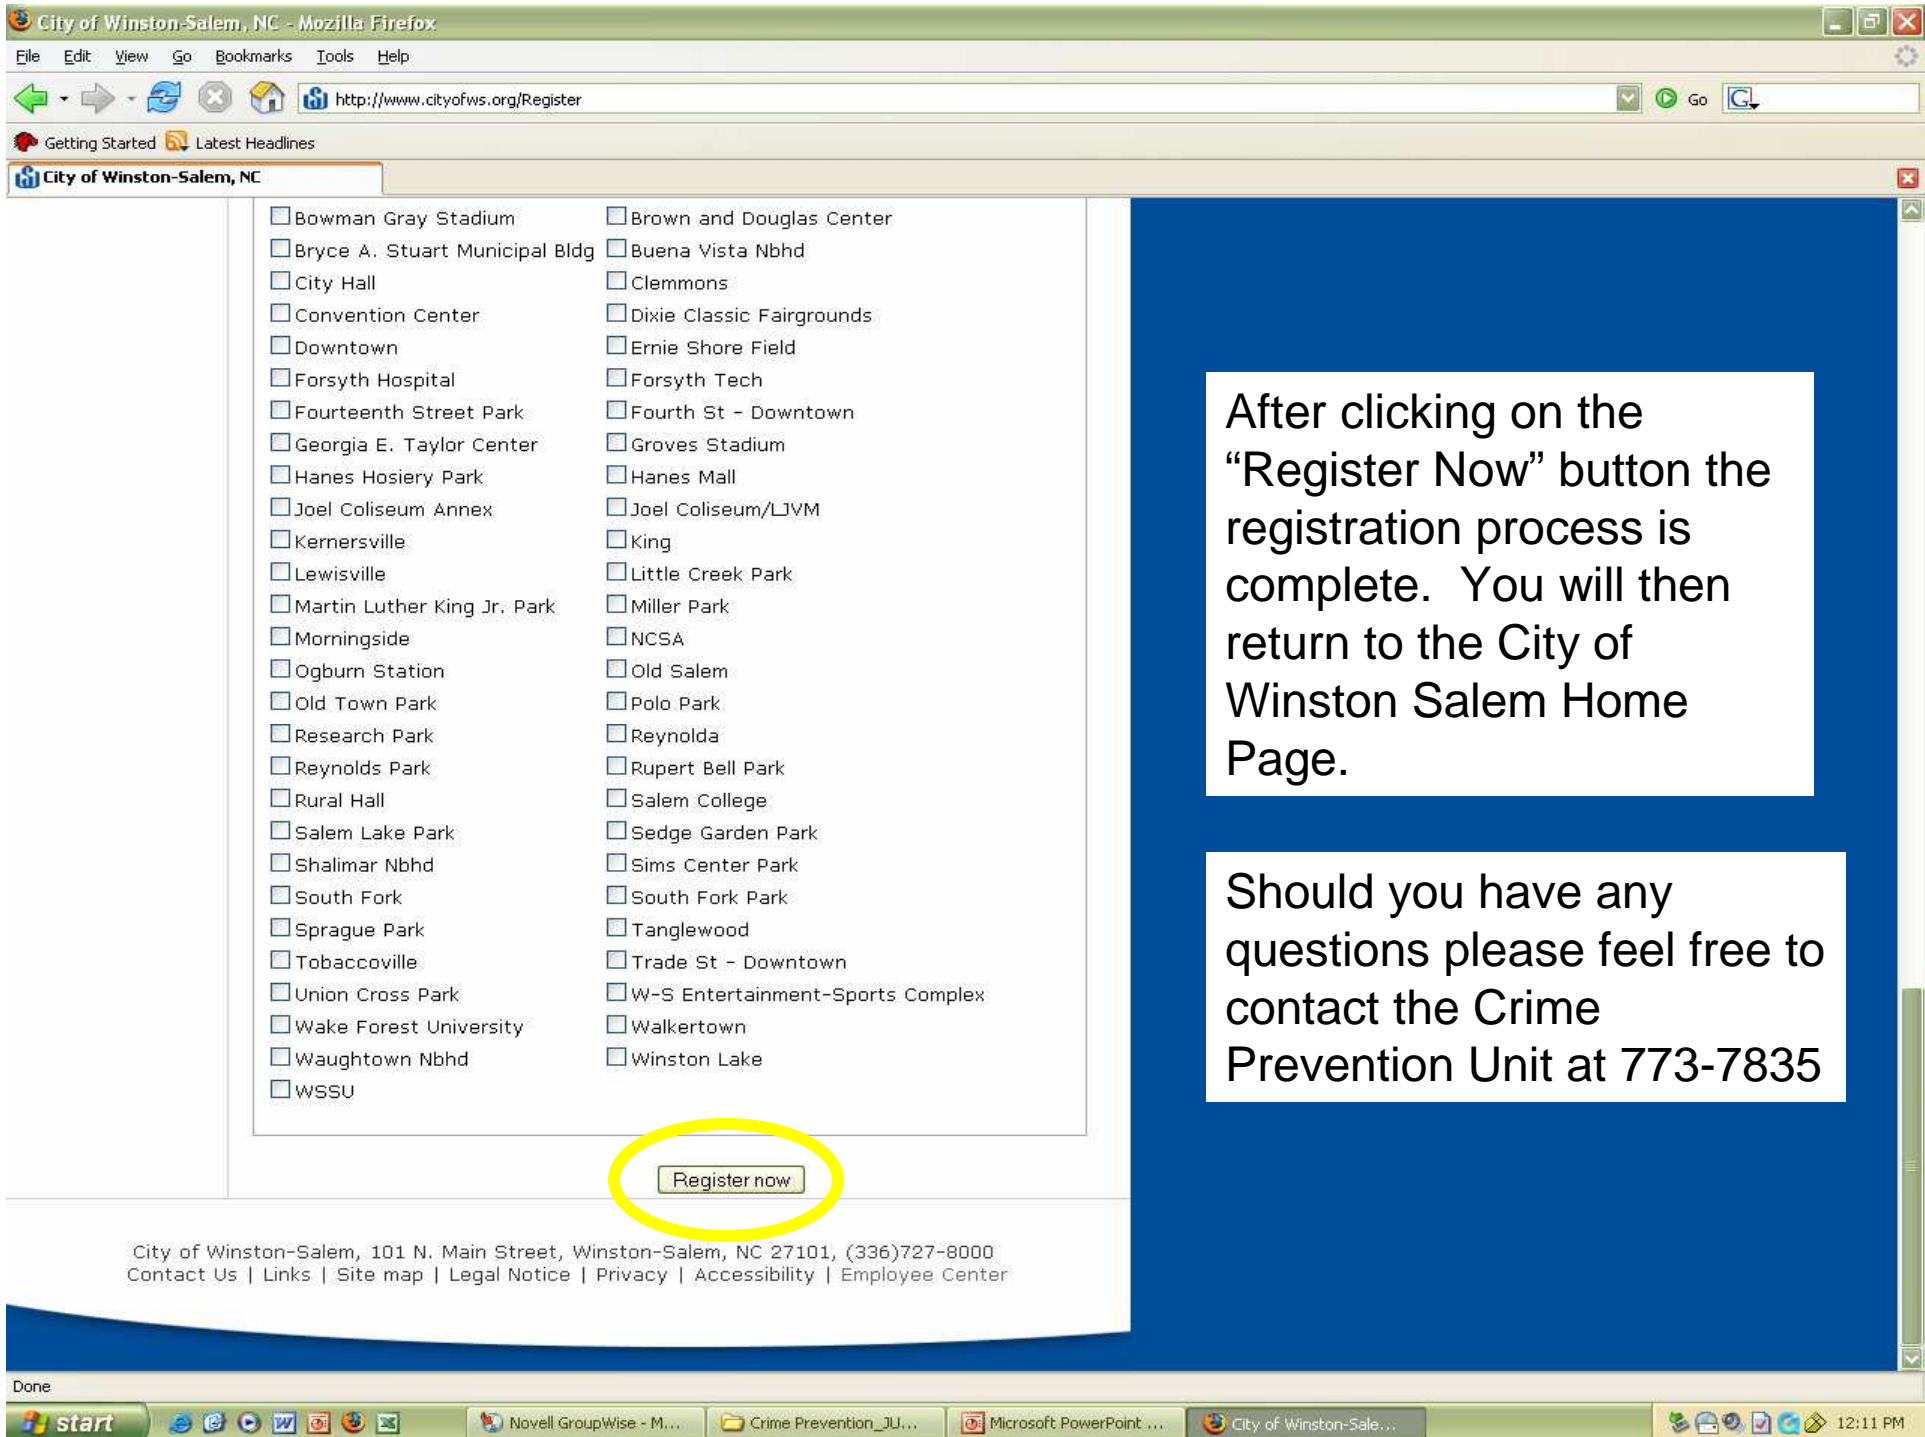 City of Winston-Salem, NC - Mozilla Firefox
File Edit View Go Bookmarks Tools Help
http://www.cityofws.org/Register
Go
Getting Started Latest Headlines
City of Winston-Salem, NC
Bowman Gray Stadium Brown and Douglas Center
Bryce A. Stuart Municipal Bldg Buena Vista Nbhd
City Hall Clemmons
Convention Center Dixie Classic Fairgrounds
Downtown Ernie Shore Field
Forsyth Hospital Forsyth Tech
Fourteenth Street Park Fourth St - Downtown
Georgia E. Taylor Center Groves Stadium
Hanes Hosiery Park Hanes Mall
Joel Coliseum Annex Joel Coliseum/LJVM
Kernersville King
Lewisville Little Creek Park
Martin Luther King Jr. Park Miller Park
Morningside NCSA
Ogburn Station Old Salem
Old Town Park Polo Park
Research Park Reynolda
Reynolds Park Rupert Bell Park
Rural Hall Salem College
Salem Lake Park Sedge Garden Park
Shalimar Nbhd Sims Center Park
South Fork South Fork Park
Sprague Park Tanglewood
Tobaccoville Trade St - Downtown
Union Cross Park W-S Entertainment-Sports Complex
Wake Forest University Walkertown
Waughtown Nbhd Winston Lake
WSSU
Register now
City of Winston-Salem, 101 N. Main Street, Winston-Salem, NC 27101, (336)727-8000
Contact Us | Links | Site map | Legal Notice | Privacy | Accessibility | Employee Center
After clicking on the
“Register Now” button the
registration process is
complete.  You will then
return to the City of
Winston Salem Home
Page.
Should you have any
questions please feel free to
contact the Crime
Prevention Unit at 773-7835
Done
start Novell GroupWise - M... Crime Prevention_JU... Microsoft PowerPoint ... City of Winston-Sale... 12:11 PM